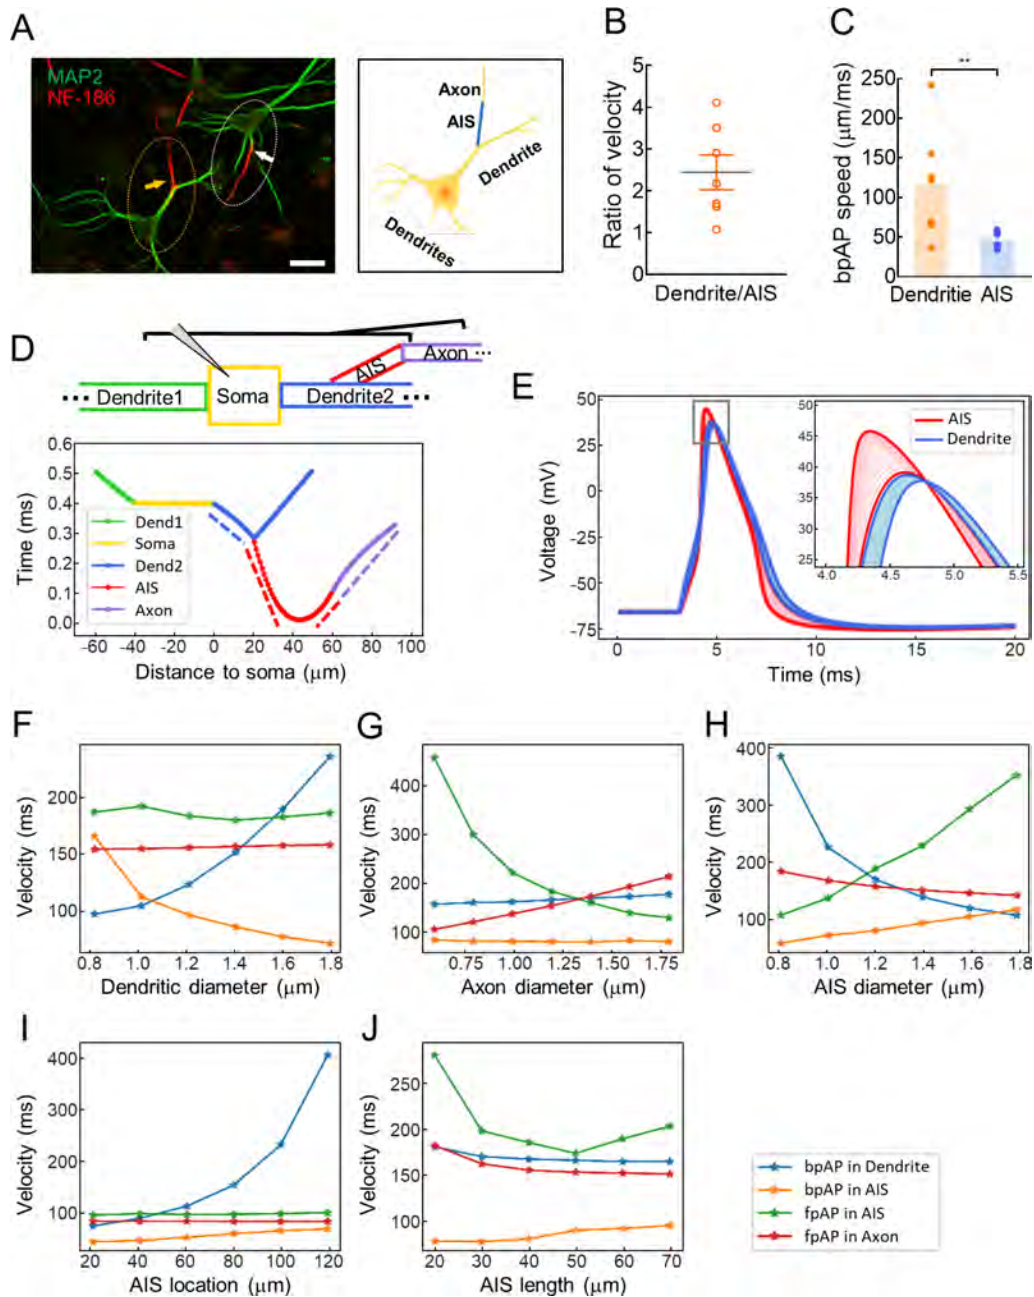 A
MAP2
NF-186
Axon
AIS
Dendrite
Dendrites
B
Ratio of velocity
5
4
3
2
1
0
Dendrite/AIS
C
bpAP speed (μm/ms)
250
200
150
100
50
0
**
Dendritie AIS
D
Dendrite1
Soma
Dendrite2
AIS
Axon
Time (ms)
0.6
0.5
0.4
0.3
0.2
0.1
0.0
Dend1
Soma
Dend2
AIS
Axon
-60 -40 -20 0 20 40 60 80 100
Distance to soma (μm)
E
Voltage (mV)
50
25
0
-25
-50
-75
0 5 10 15 20
Time (ms)
50
45
40
35
30
25
4.0 4.5 5.0 5.5
AIS
Dendrite
F
Velocity (ms)
200
150
100
0.8 1.0 1.2 1.4 1.6 1.8
Dendritic diameter (μm)
G
Velocity (ms)
400
300
200
100
0.75 1.00 1.25 1.50 1.75
Axon diameter (μm)
H
Velocity (ms)
400
300
200
100
0.8 1.0 1.2 1.4 1.6 1.8
AIS diameter (μm)
I
Velocity (ms)
400
300
200
100
20 40 60 80 100 120
AIS location (μm)
J
Velocity (ms)
250
200
150
100
20 30 40 50 60 70
AIS length (μm)
bpAP in Dendrite
bpAP in AIS
fpAP in AIS
fpAP in Axon